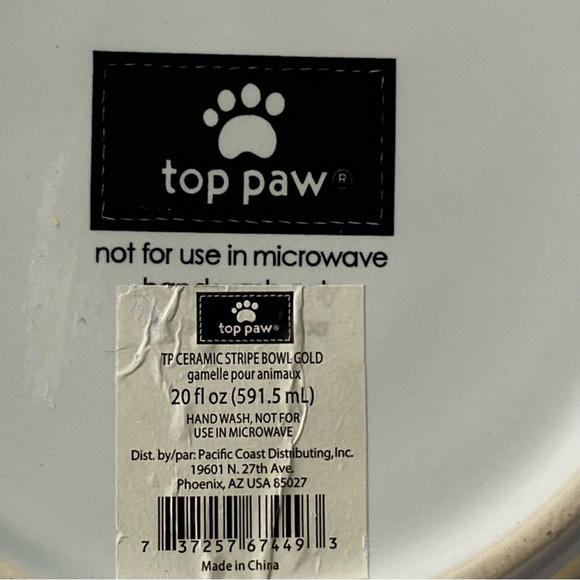 top paw®
not for use in microwave
top paw®
TP CERAMIC STRIPE BOWL GOLD
gamelle pour animaux
20 fl oz (591.5 mL)
HAND WASH, NOT FOR
USE IN MICROWAVE
Dist. by/par: Pacific Coast Distributing,Inc.
19601 N. 27th Ave.
Phoenix, AZ USA 85027
7 37257 67449 3
Made in China